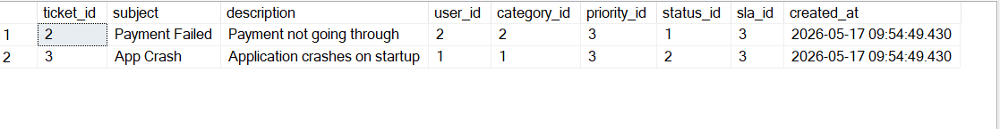 ticket_id subject description user_id category_id priority_id status_id sla_id created_at
1 2 Payment Failed Payment not going through 2 2 3 1 3 2026-05-17 09:54:49.430
2 3 App Crash Application crashes on startup 1 1 3 2 3 2026-05-17 09:54:49.430